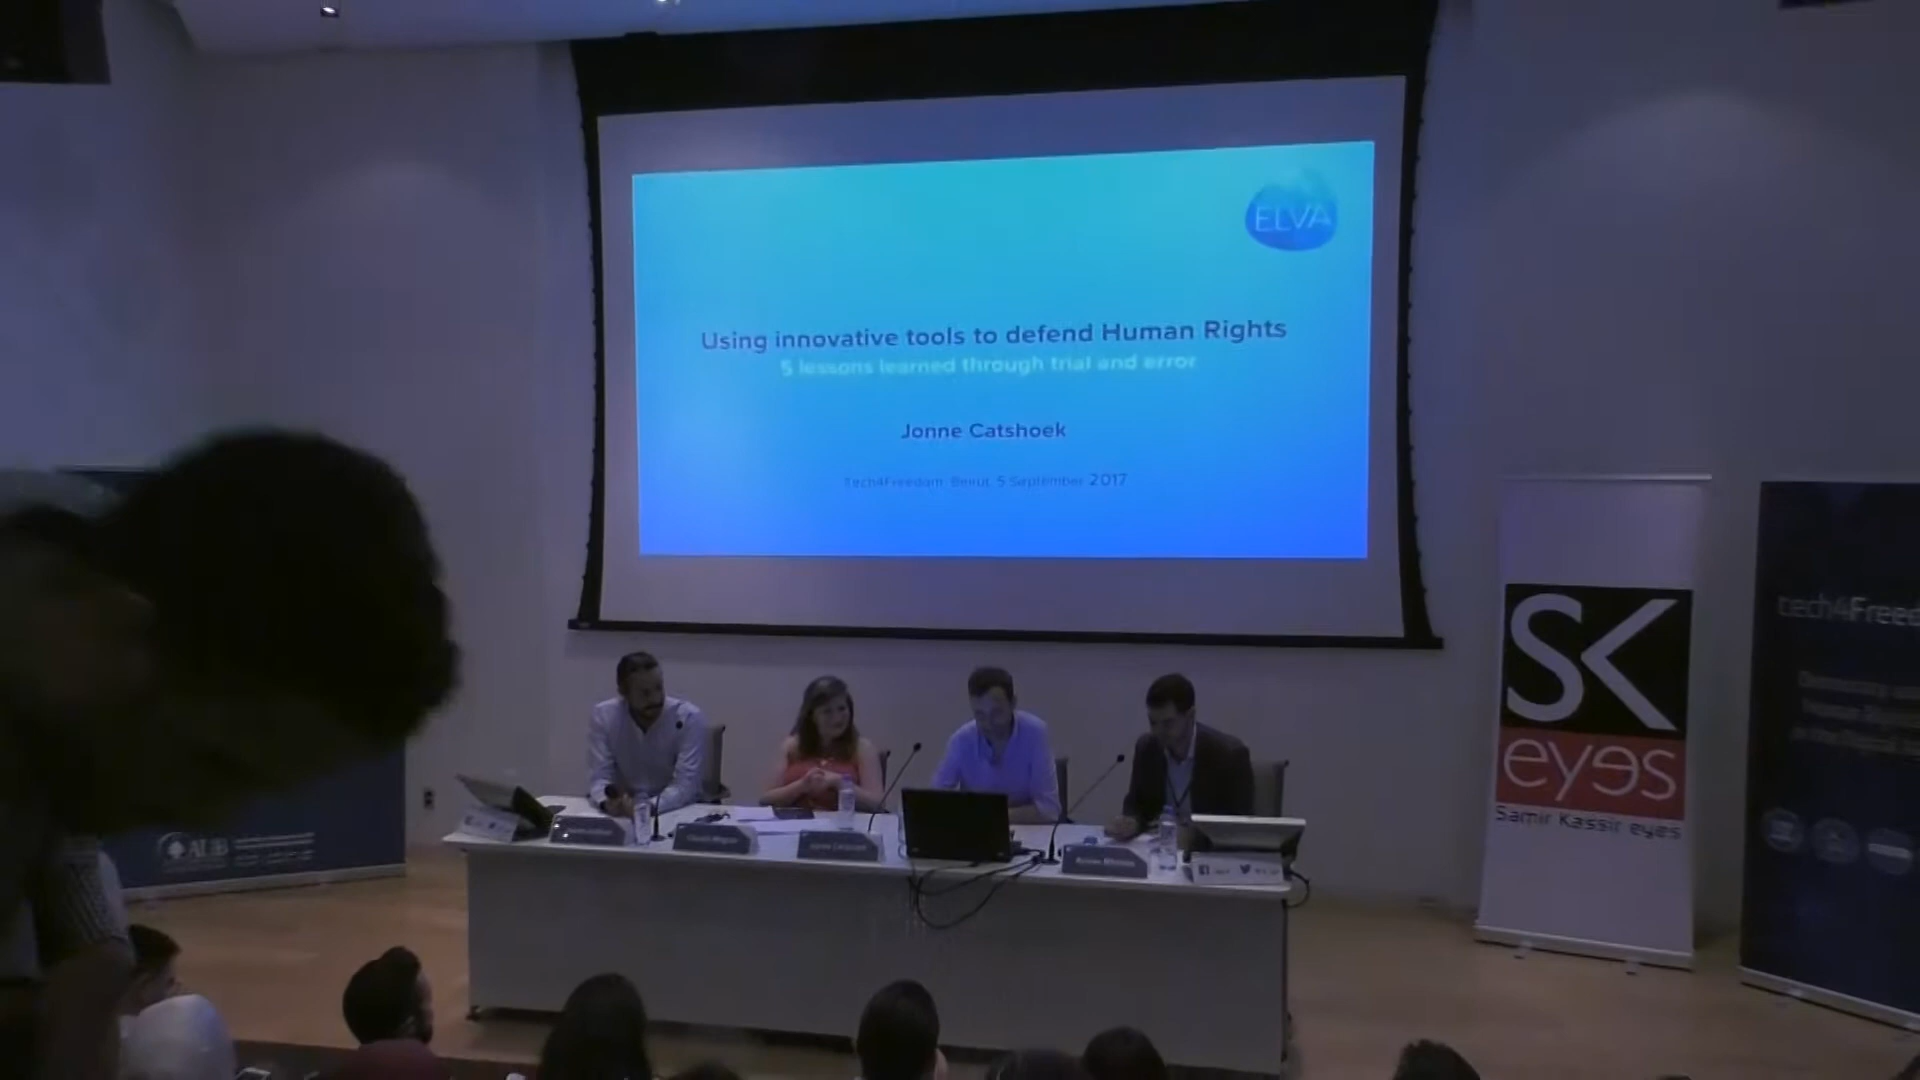 ELVA
Using innovative tools to defend Human Rights
5 lessons learned through trial and error
Jonne Catshoek
Tech4Freedom, Beirut, 5 September 2017
SK
eyes
Samir Kassir eyes
tech4Freed
AUB